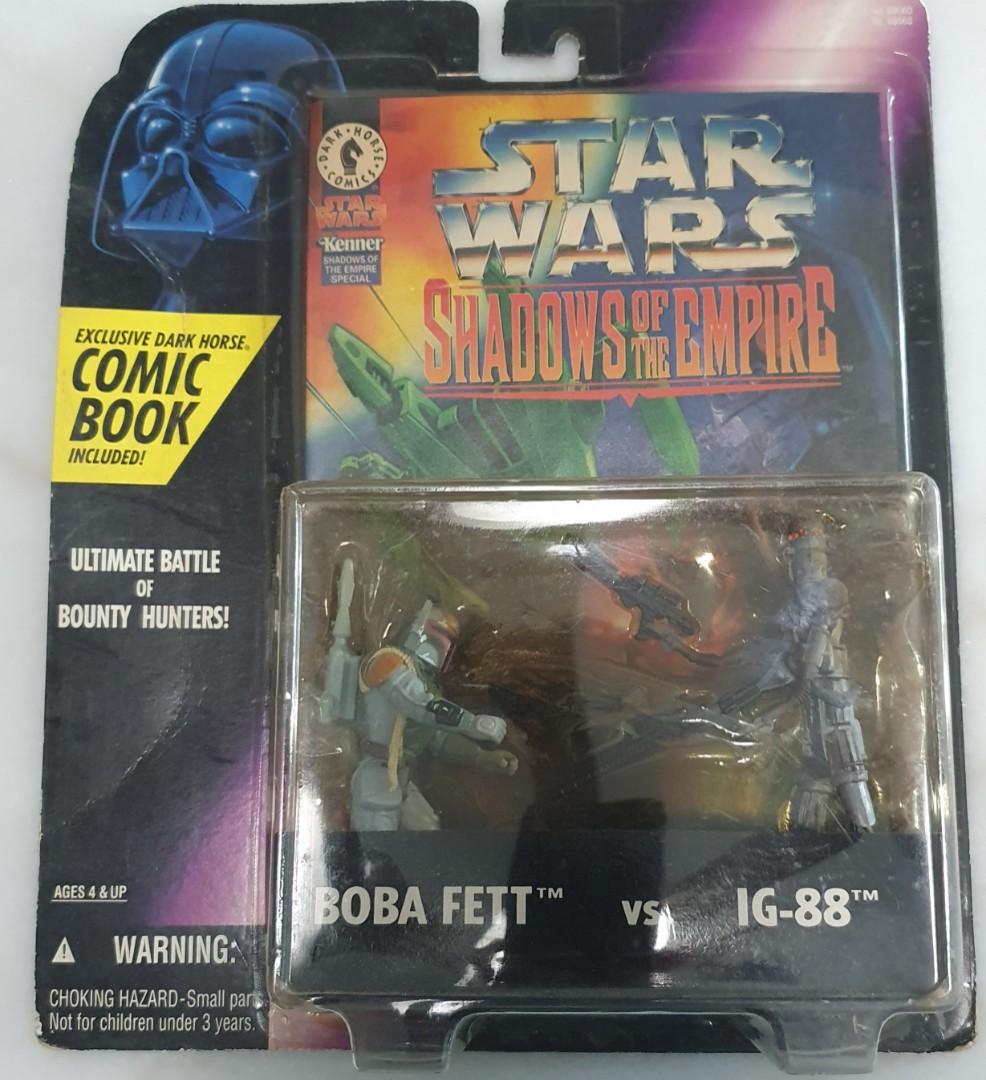 DARK HORSE COMICS
STAR
WARS
Kenner
SHADOWS OF
THE EMPIRE
SPECIAL
STAR
WARS
SHADOWS OF THE EMPIRE™
EXCLUSIVE DARK HORSE®
COMIC
BOOK
INCLUDED!
ULTIMATE BATTLE
OF
BOUNTY HUNTERS!
BOBA FETT™ VS IG-88™
AGES 4 & UP
WARNING:
CHOKING HAZARD-Small parts.
Not for children under 3 years.